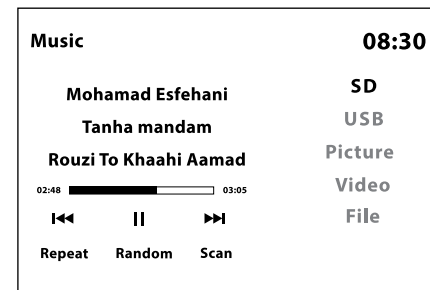 Music 08:30
Mohamad Esfehani
Tanha mandam
Rouzi To Khaahi Aamad
02:48 03:05
Repeat Random Scan
SD
USB
Picture
Video
File